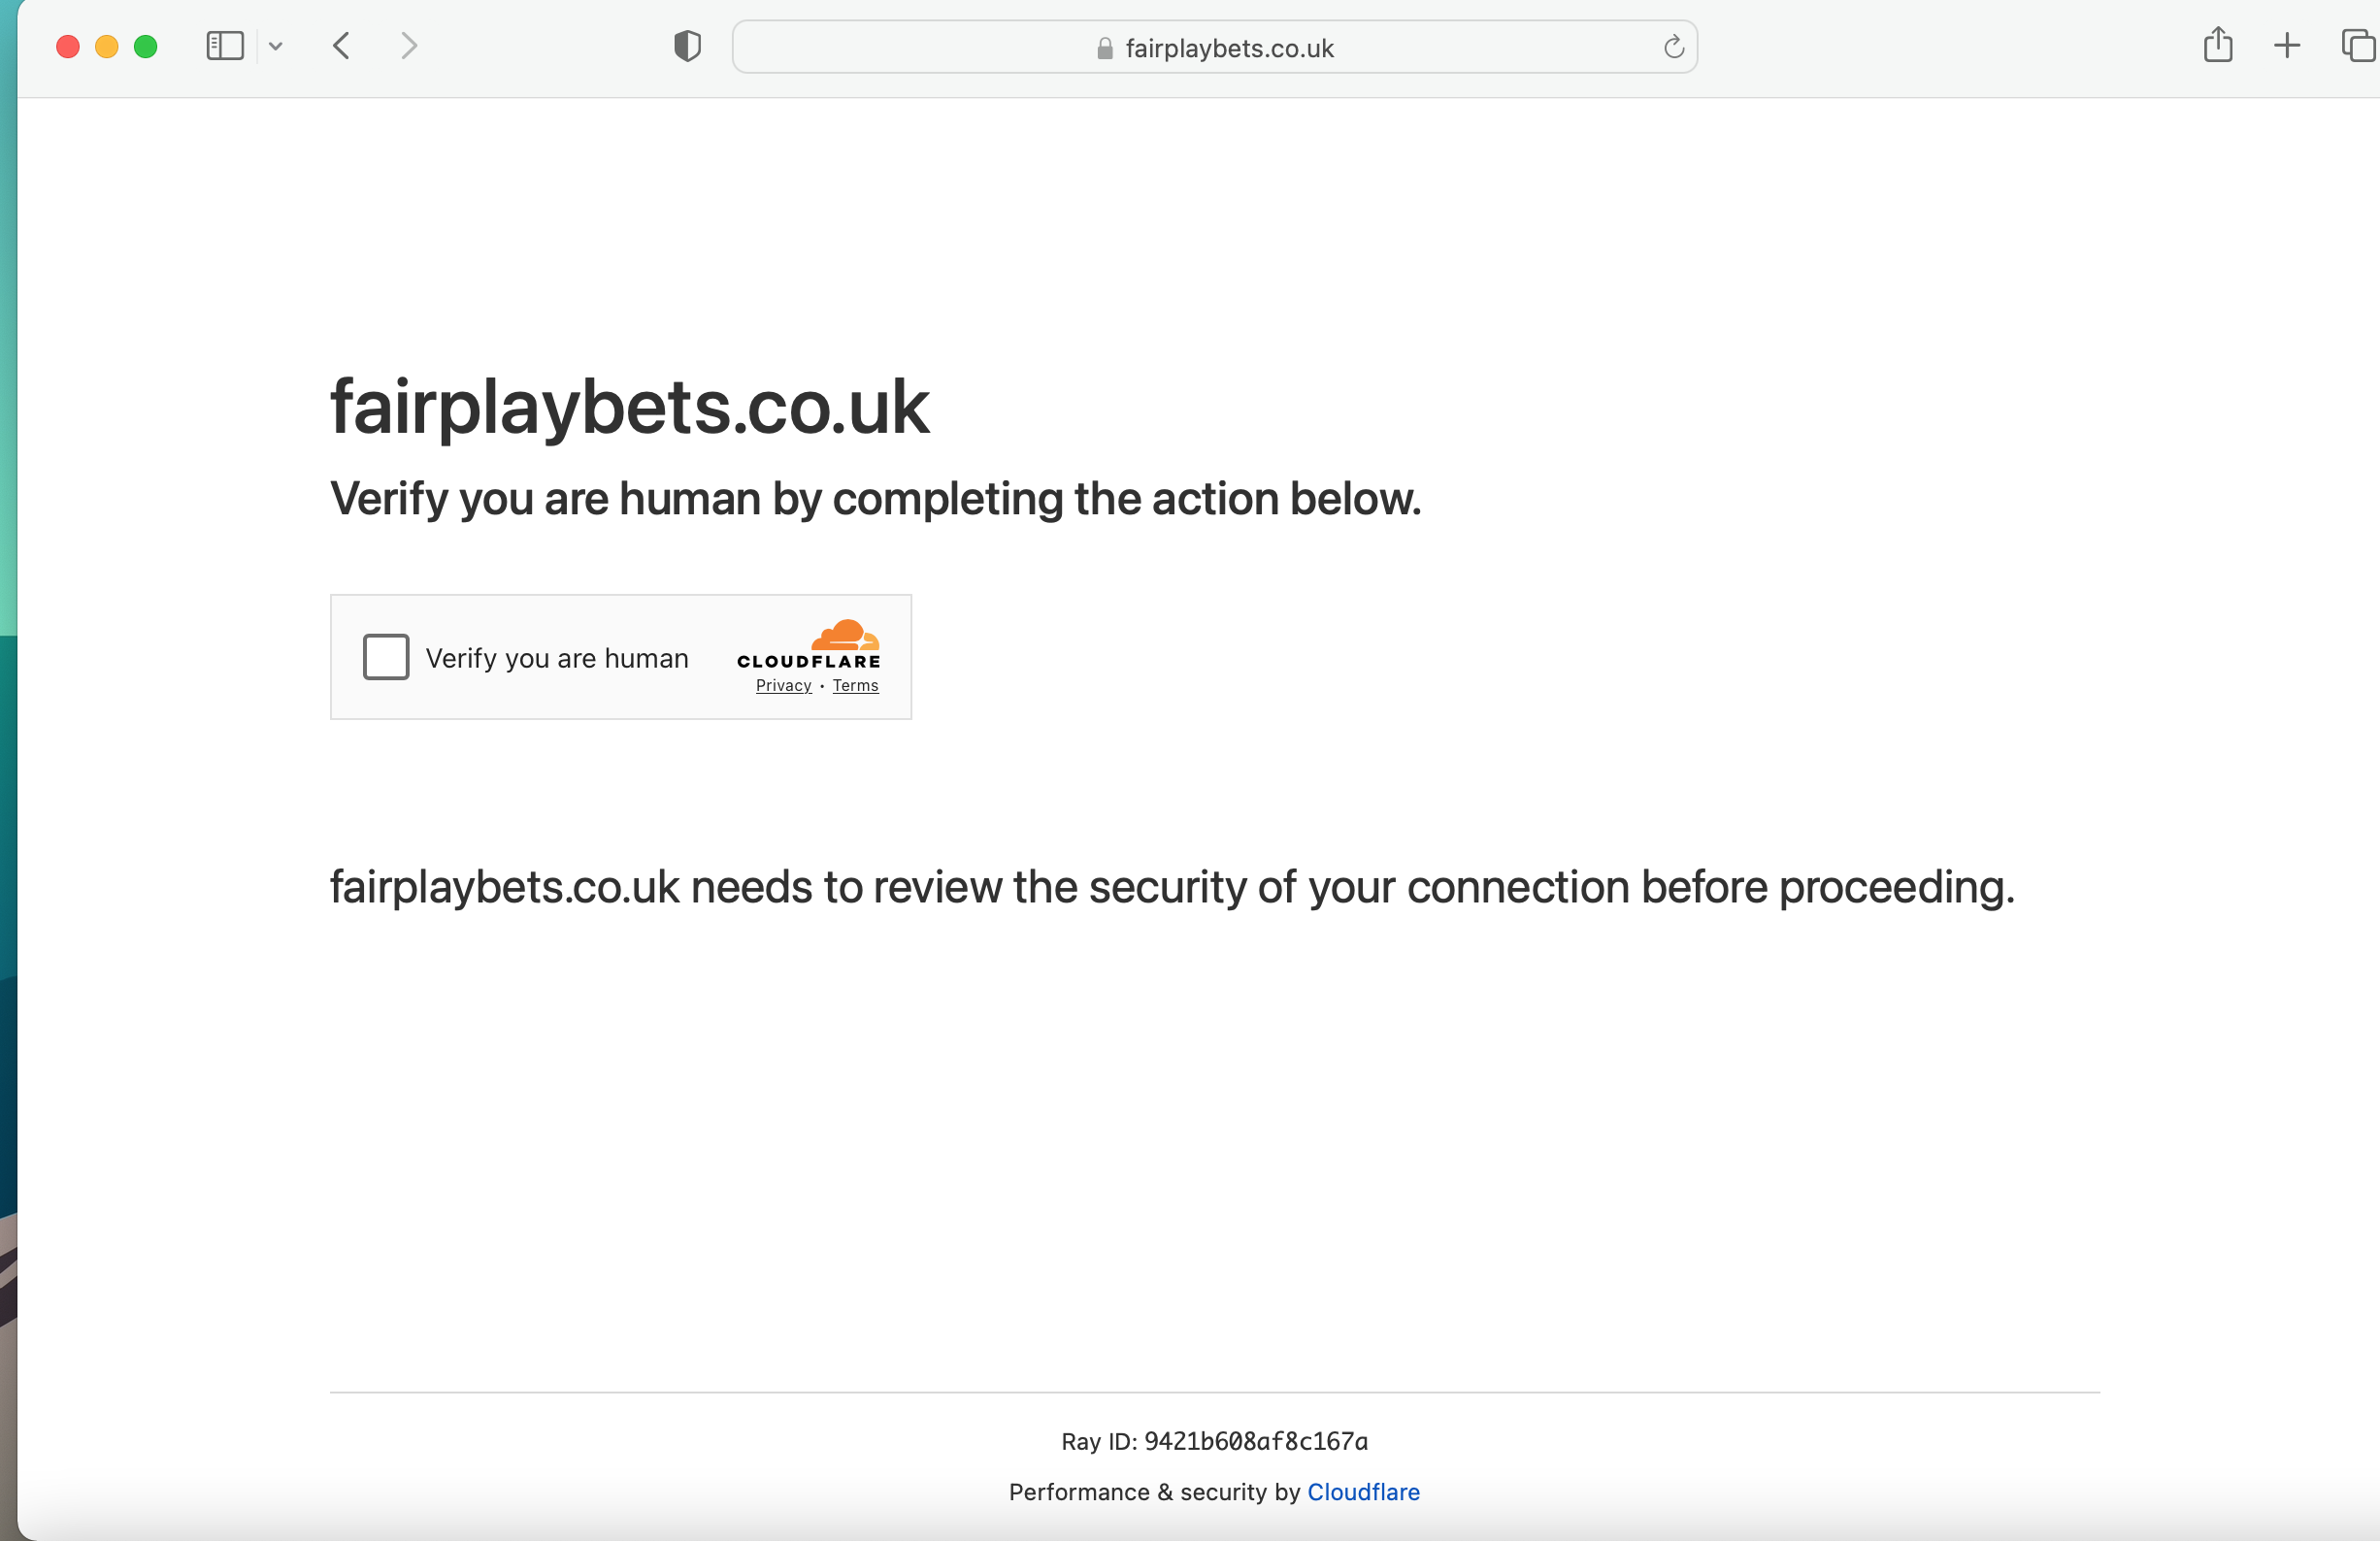 fairplaybets.co.uk
fairplaybets.co.uk
Verify you are human by completing the action below.
Verify you are human
CLOUDFLARE
Privacy • Terms
fairplaybets.co.uk needs to review the security of your connection before proceeding.
Ray ID: 9421b608af8c167a
Performance & security by Cloudflare